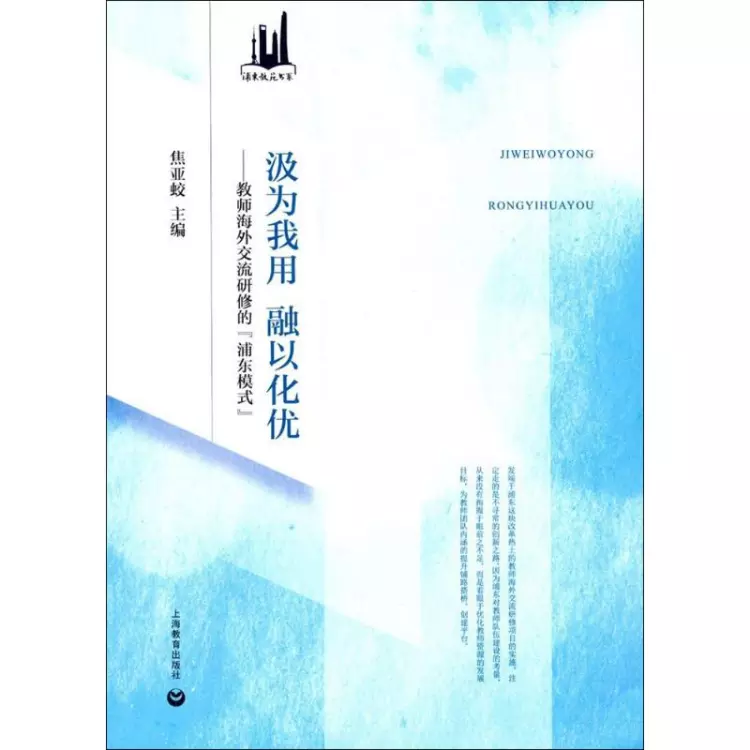 浦东教苑书系
汲为我用 融以化优
——教师海外交流研修的『浦东模式』
焦亚蛟 主编
JIWEIWOYONG
RONGYIHUAYOU
发端于浦东这块改革热土的教师海外交流研修项目的实施，注
定走的是不寻常的创新之路，因为浦东对教师队伍建设的考量，
从来没有拘囿于眼前之不足，而是着眼于优化教师资源的发展
目标，为教师团队内涵的提升铺路搭桥、创建平台。
上海教育出版社